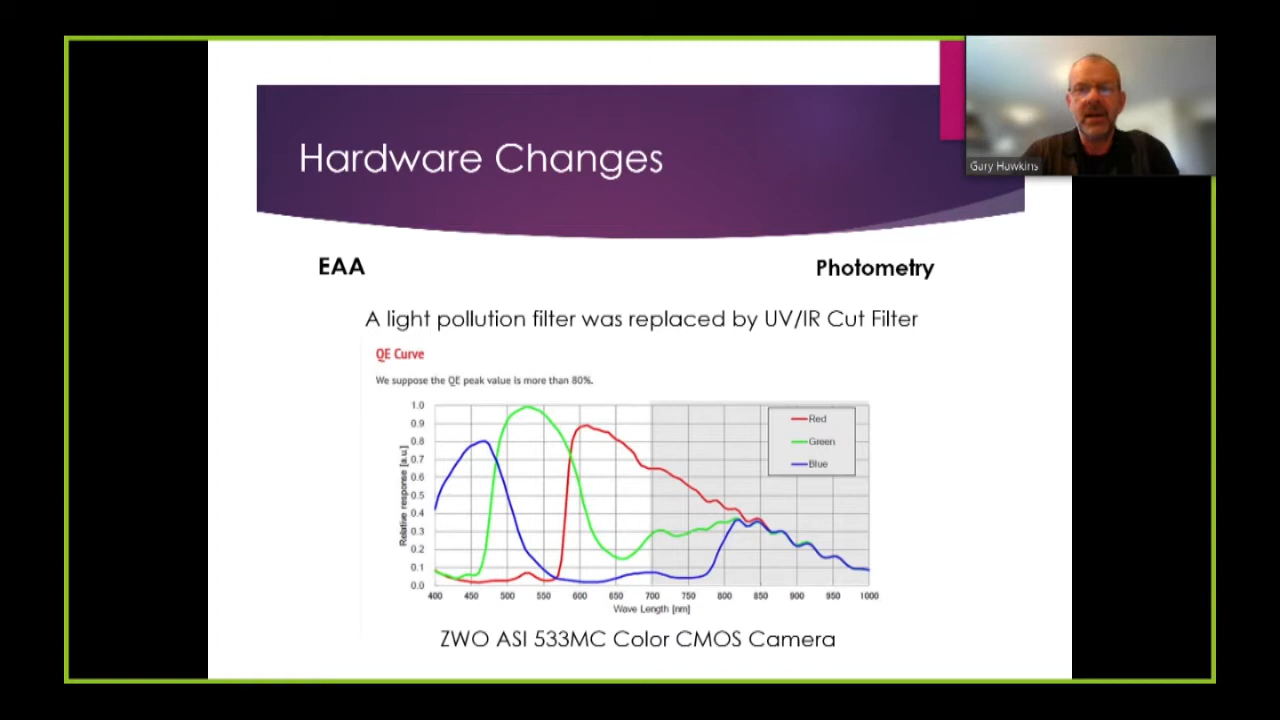 Hardware Changes
Gary Hawkins
EAA
Photometry
A light pollution filter was replaced by UV/IR Cut Filter
QE Curve
We suppose the QE peak value is more than 80%.
1.0
0.9
0.8
0.7
0.6
0.5
0.4
0.3
0.2
0.1
0.0
Relative response [a.u.]
Red
Green
Blue
400 450 500 550 600 650 700 750 800 850 900 950 1000
Wave Length [nm]
ZWO ASI 533MC Color CMOS Camera